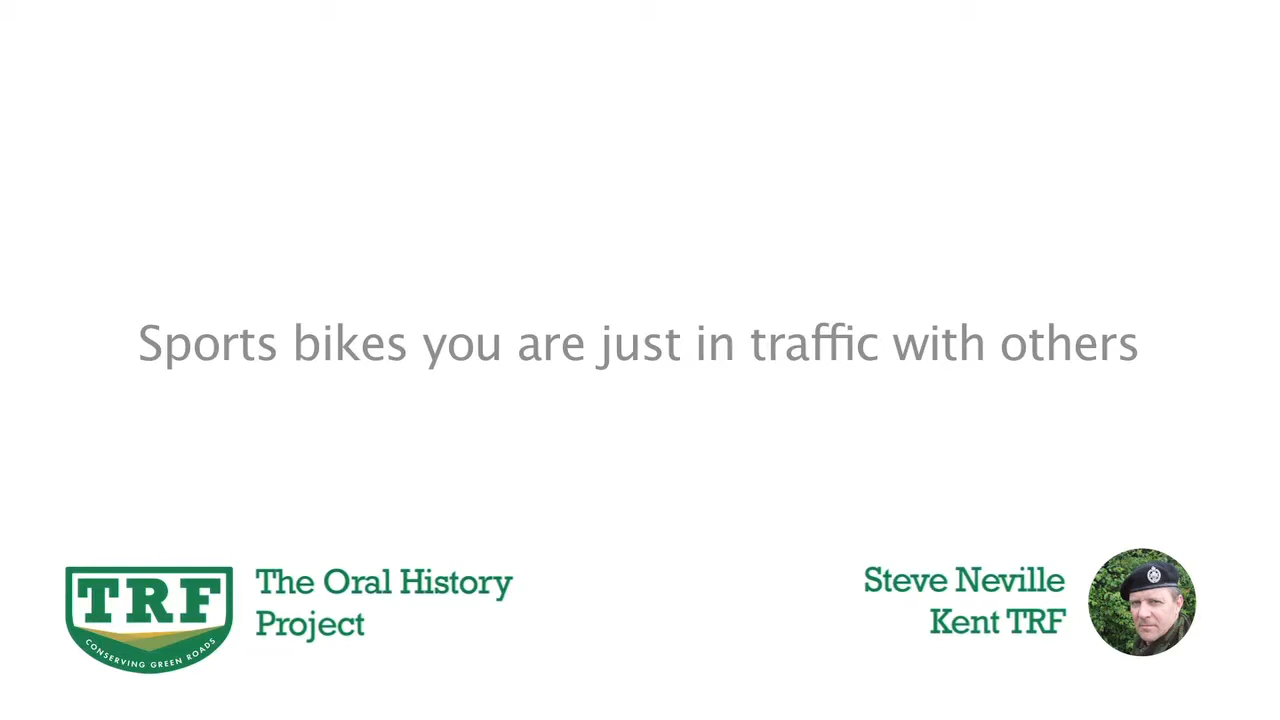 Sports bikes you are just in traffic with others
TRF
CONSERVING GREEN ROADS
The Oral History
Project
Steve Neville
Kent TRF